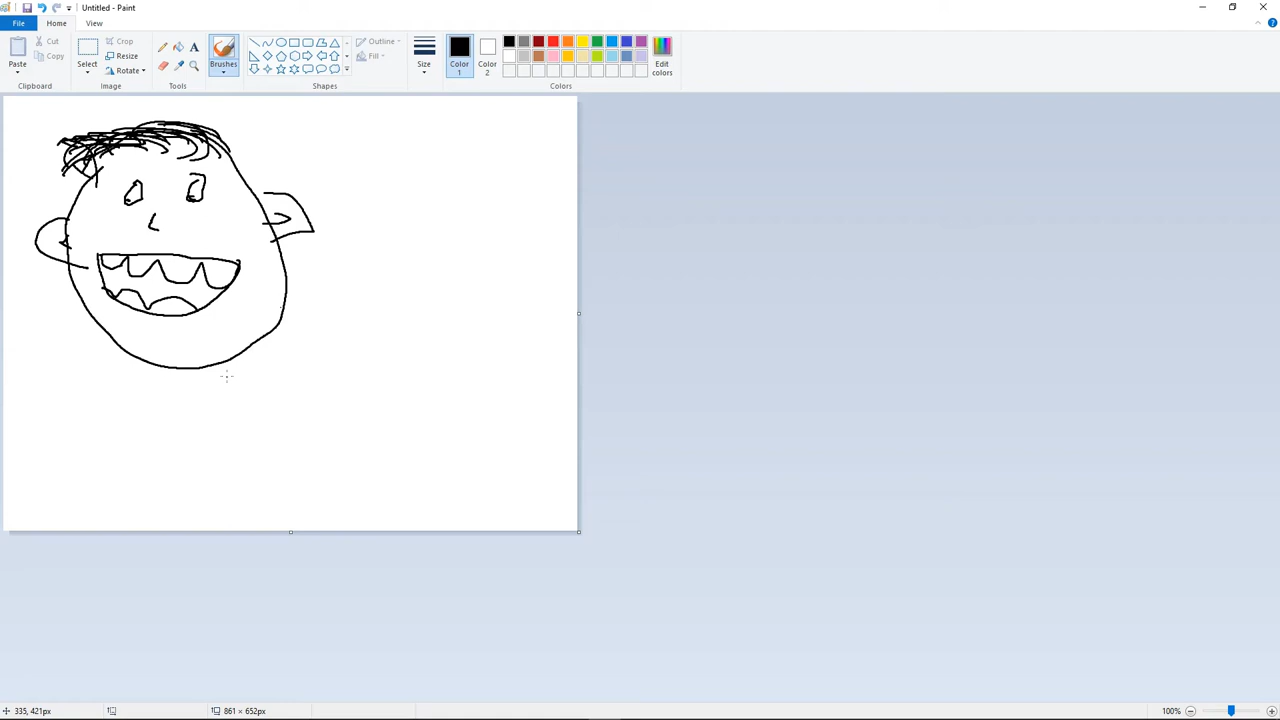 Untitled - Paint
File Home View
Paste
Cut
Copy
Clipboard
Select
Crop
Resize
Rotate
Image
A
Tools
Brushes
Shapes
Outline
Fill
Size
Color 1
Color 2
Edit colors
Colors
335, 421px
861 × 652px
100%